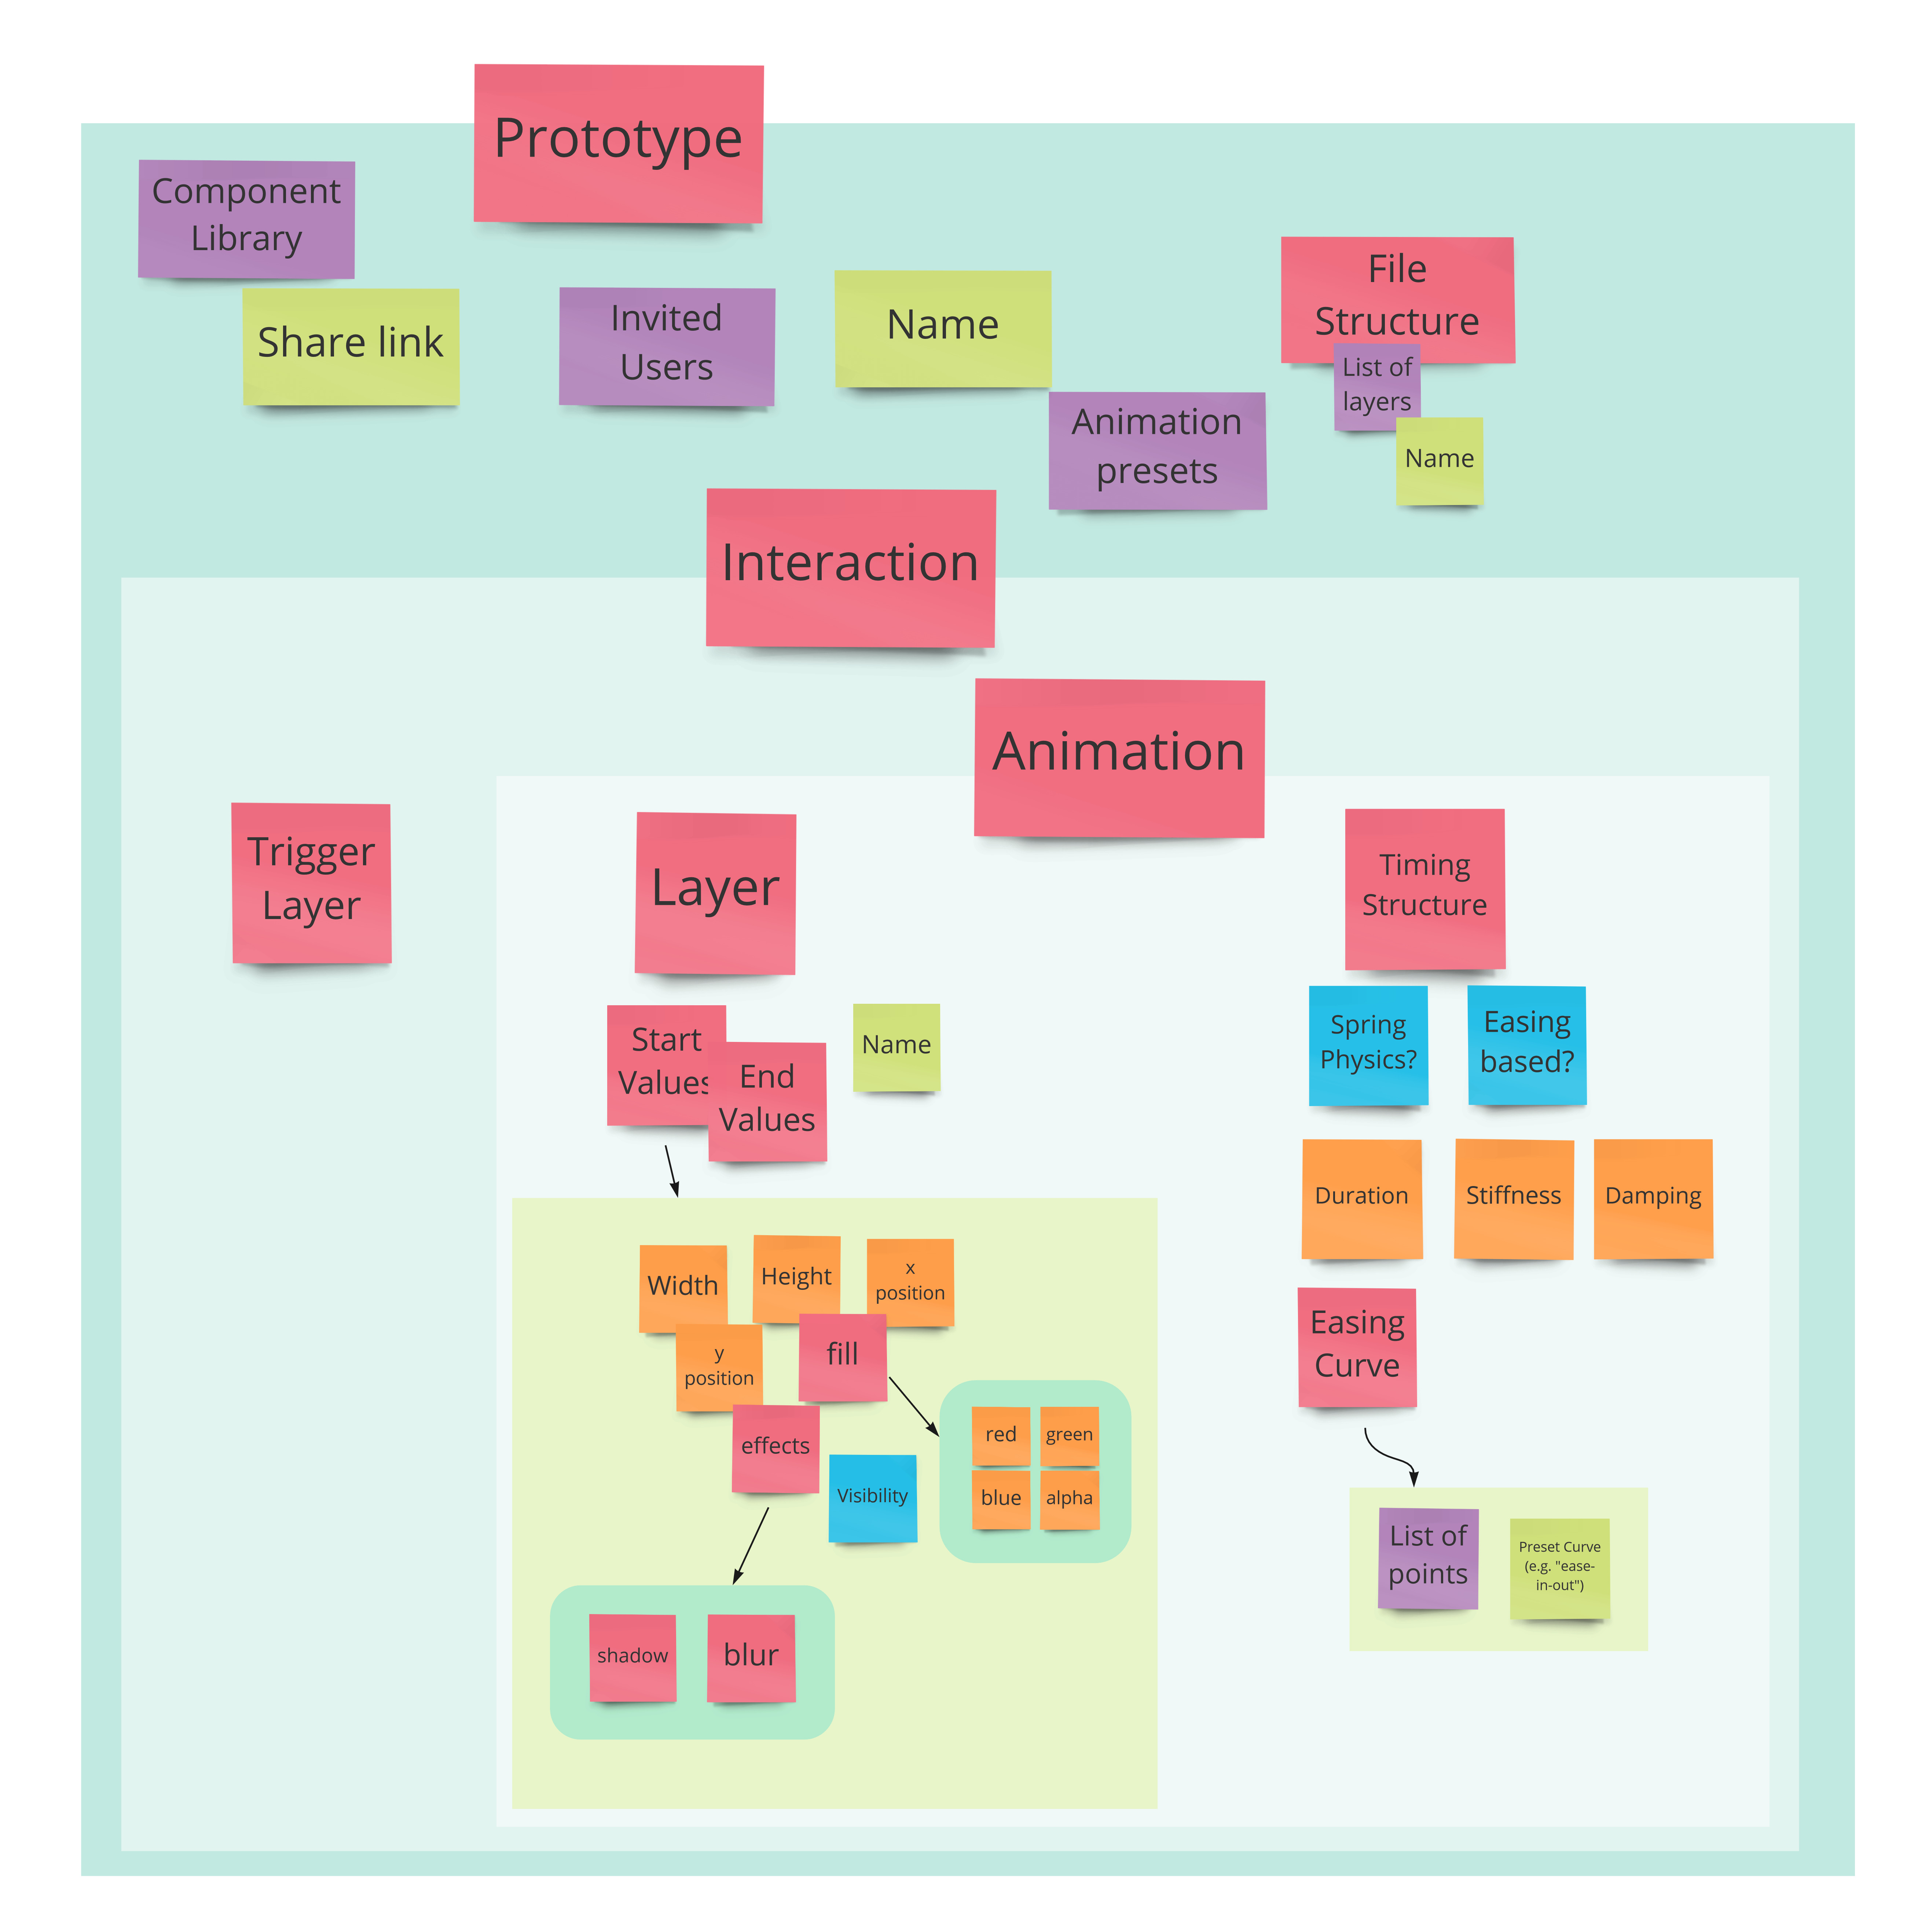 Prototype
Component
Library
Share link
Invited
Users
Name
Animation
presets
File
Structure
List of
layers
Name
Interaction
Animation
Trigger
Layer
Layer
Timing
Structure
Start
Values
End
Values
Name
Spring
Physics?
Easing
based?
Duration
Stiffness
Damping
Width
Height
x
position
y
position
fill
effects
Visibility
red
green
blue
alpha
shadow
blur
Easing
Curve
List of
points
Preset Curve
(e.g. "ease-
in-out")